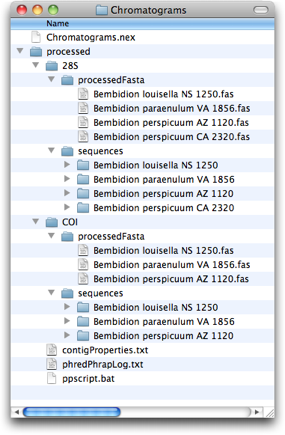 Chromatograms
Name
Chromatograms.nex
processed
28S
processedFasta
Bembidion louisella NS 1250.fas
Bembidion paraenulum VA 1856.fas
Bembidion perspicuum AZ 1120.fas
Bembidion perspicuum CA 2320.fas
sequences
Bembidion louisella NS 1250
Bembidion paraenulum VA 1856
Bembidion perspicuum AZ 1120
Bembidion perspicuum CA 2320
COI
processedFasta
Bembidion louisella NS 1250.fas
Bembidion paraenulum VA 1856.fas
Bembidion perspicuum AZ 1120.fas
sequences
Bembidion louisella NS 1250
Bembidion paraenulum VA 1856
Bembidion perspicuum AZ 1120
contigProperties.txt
phredPhrapLog.txt
ppscript.bat